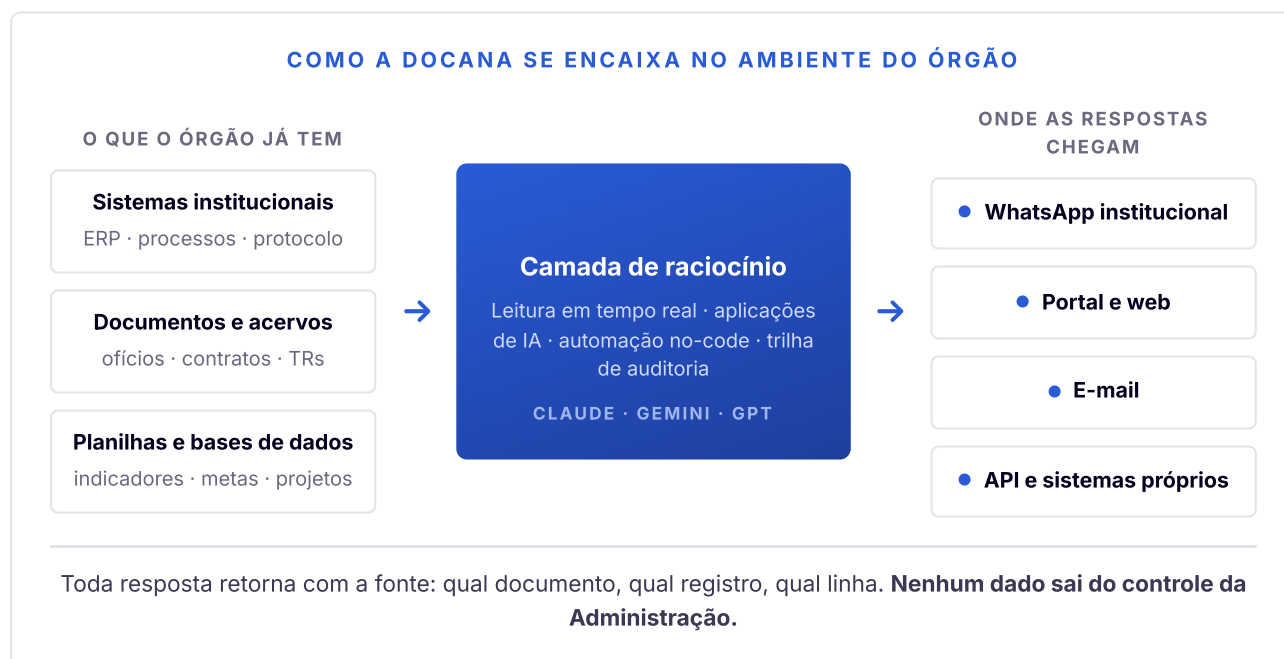 COMO A DOCANA SE ENCAIXA NO AMBIENTE DO ÓRGÃO
O QUE O ÓRGÃO JÁ TEM
Sistemas institucionais
ERP · processos · protocolo
Documentos e acervos
ofícios · contratos · TRs
Planilhas e bases de dados
indicadores · metas · projetos
Camada de raciocínio
Leitura em tempo real · aplicações
de IA · automação no-code · trilha
de auditoria
CLAUDE · GEMINI · GPT
ONDE AS RESPOSTAS
CHEGAM
WhatsApp institucional
Portal e web
E-mail
API e sistemas próprios
Toda resposta retorna com a fonte: qual documento, qual registro, qual linha. Nenhum dado sai do controle da
Administração.